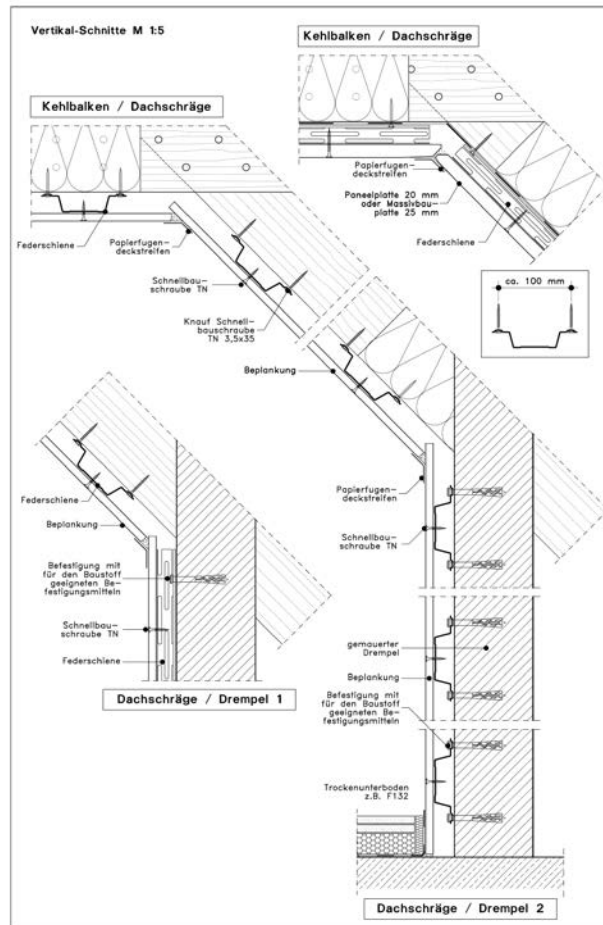 Vertikal-Schnitte M 1:5
Kehlbalken / Dachschräge
Kehlbalken / Dachschräge
Papierfugen-
deckstreifen
Paneelplatte 20 mm
oder Massivbau-
platte 25 mm
Federschiene
Federschiene
Papierfugen-
deckstreifen
Schnellbau-
schraube TN
Knauf Schnell-
bauschraube
TN 3,5x35
ca. 100 mm
Beplankung
Papierfugen-
deckstreifen
Schnellbau-
schraube TN
Federschiene
Beplankung
Befestigung mit
für den Baustoff
geeigneten Be-
festigungsmitteln
Schnellbau-
schraube TN
Federschiene
Dachschräge / Drempel 1
gemauerter
Drempel
Beplankung
Befestigung mit
für den Baustoff
geeigneten Be-
festigungsmitteln
Trockenunterboden
z.B. F132
Dachschräge / Drempel 2